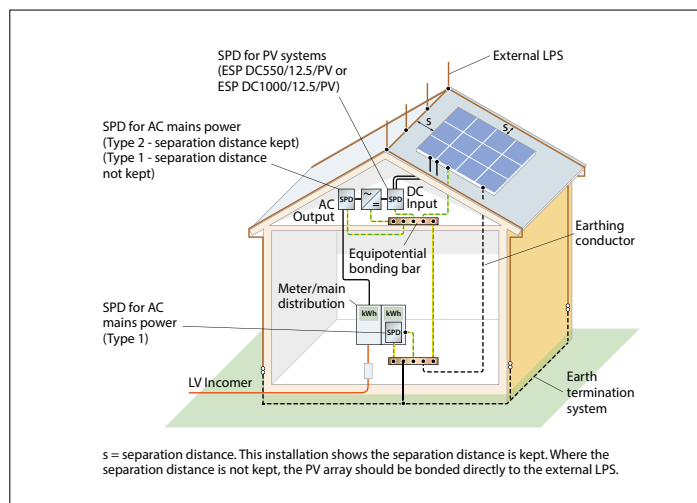 SPD for PV systems
(ESP DC550/12.5/PV or
ESP DC1000/12.5/PV)
External LPS
SPD for AC mains power
(Type 2 - separation distance kept)
(Type 1 - separation distance
not kept)
s
s
SPD
~
=
SPD
AC
Output
DC
Input
Equipotential
bonding bar
Earthing
conductor
Meter/main
distribution
kWh
kWh
SPD
SPD for AC
mains power
(Type 1)
LV Incomer
Earth
termination
system
s = separation distance. This installation shows the separation distance is kept. Where the
separation distance is not kept, the PV array should be bonded directly to the external LPS.